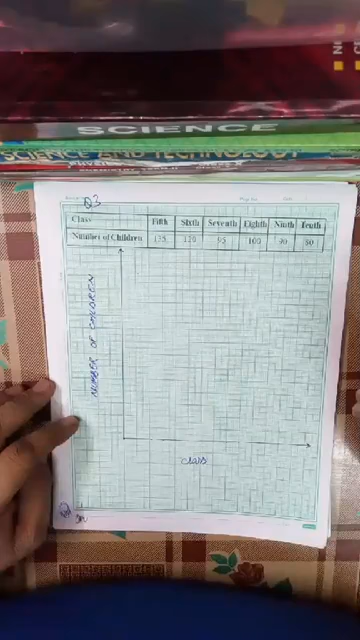 SCIENCE
SCIENCE AND TECHNOLOGY
Q3
Class Fifth Sixth Seventh Eighth Ninth Tenth
Number of Children 135 120 95 100 90 80
NUMBER OF CHILDREN
class